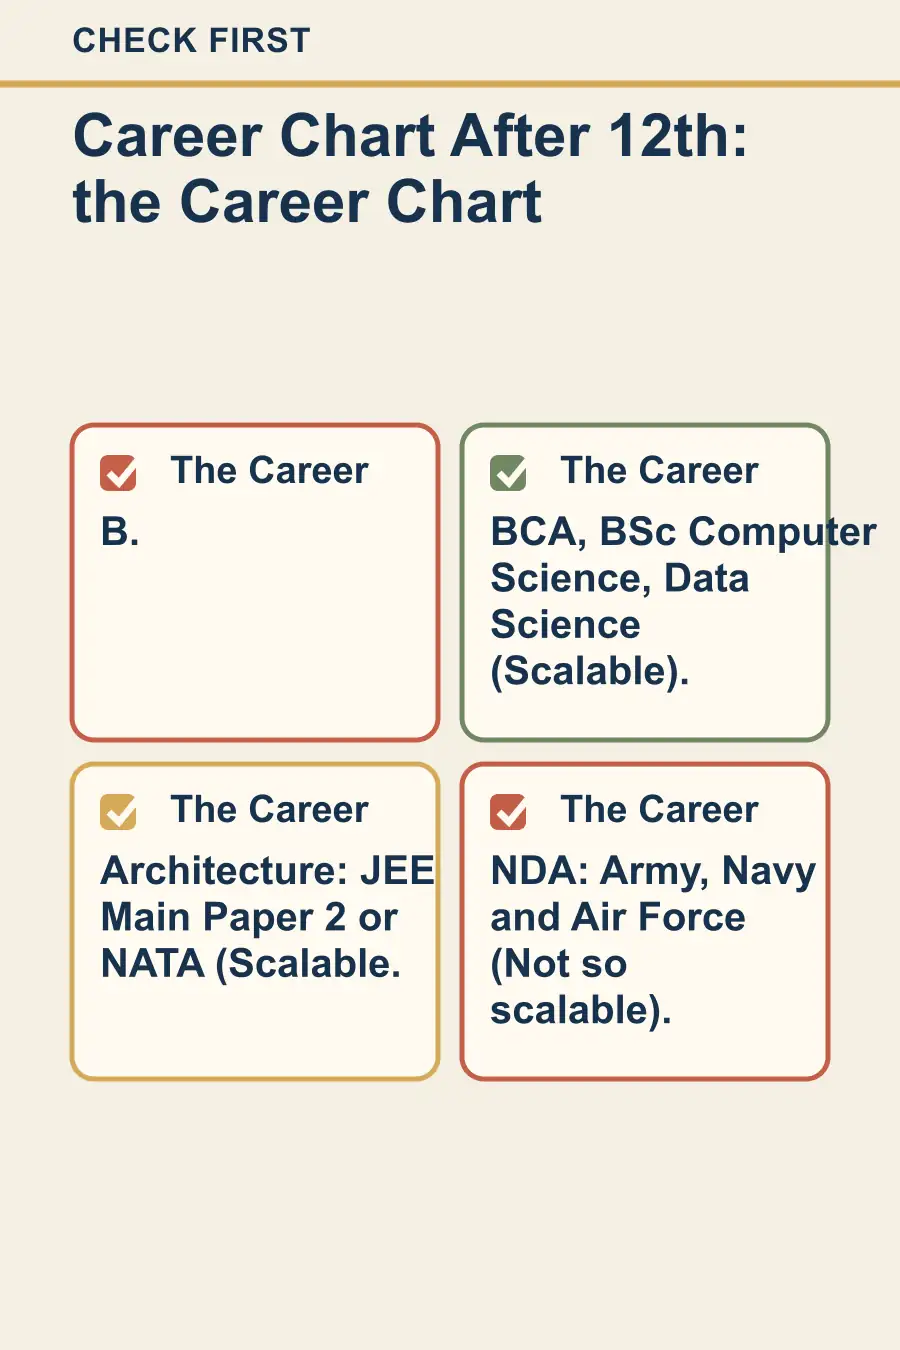 CHECK FIRST
Career Chart After 12th:
the Career Chart
The Career
B.
The Career
BCA, BSc Computer
Science, Data
Science
(Scalable).
The Career
Architecture: JEE
Main Paper 2 or
NATA (Scalable.
The Career
NDA: Army, Navy
and Air Force
(Not so
scalable).